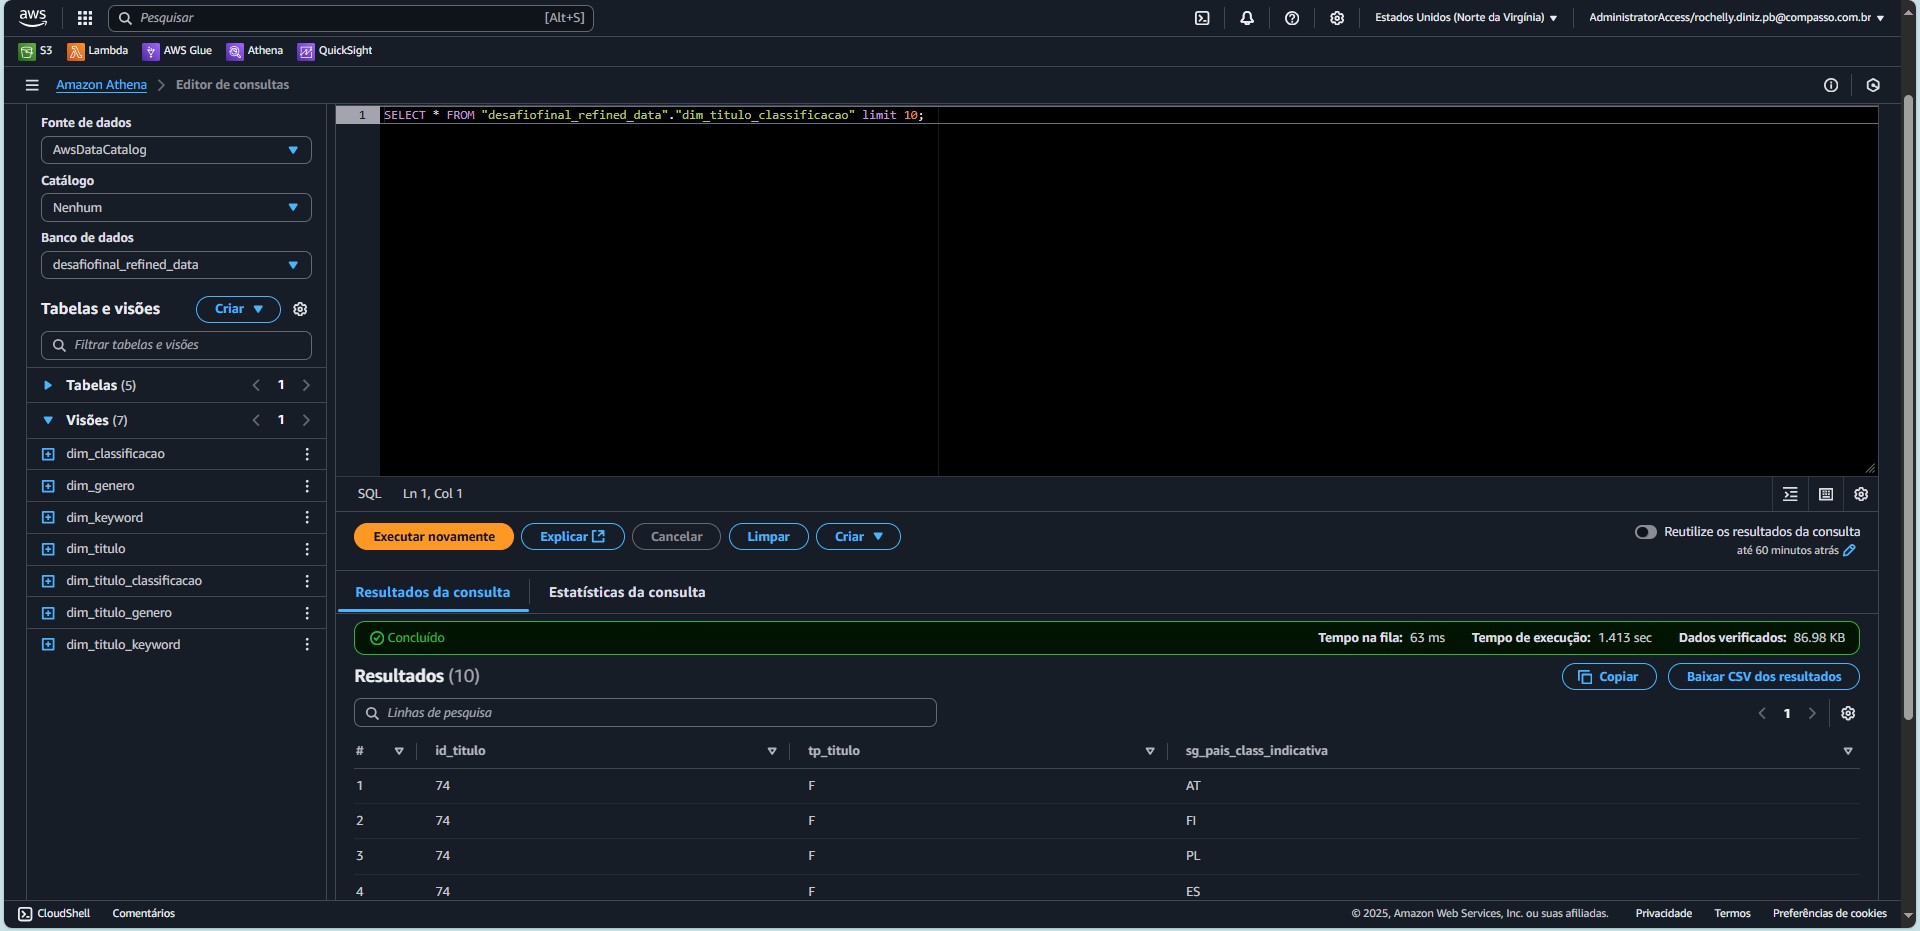 aws
Pesquisar [Alt+S]
Estados Unidos (Norte da Virgínia) ▼ AdministratorAccess/rochelly.diniz.pb@compasso.com.br ▼
S3 Lambda AWS Glue Athena QuickSight
Amazon Athena > Editor de consultas
Fonte de dados
AwsDataCatalog
Catálogo
Nenhum
Banco de dados
desafiofinal_refined_data
Tabelas e visões Criar
Filtrar tabelas e visões
Tabelas (5) < 1 >
Visões (7) < 1 >
dim_classificacao
dim_genero
dim_keyword
dim_titulo
dim_titulo_classificacao
dim_titulo_genero
dim_titulo_keyword
1 SELECT * FROM "desafiofinal_refined_data"."dim_titulo_classificacao" limit 10;
SQL Ln 1, Col 1
Executar novamente Explicar Cancelar Limpar Criar
Reutilize os resultados da consulta
até 60 minutos atrás
Resultados da consulta Estatísticas da consulta
Concluído Tempo na fila: 63 ms Tempo de execução: 1.413 sec Dados verificados: 86.98 KB
Resultados (10) Copiar Baixar CSV dos resultados
Linhas de pesquisa < 1 >
# id_titulo tp_titulo sg_pais_class_indicativa
1 74 F AT
2 74 F FI
3 74 F PL
4 74 F ES
CloudShell Comentários © 2025, Amazon Web Services, Inc. ou suas afiliadas. Privacidade Termos Preferências de cookies